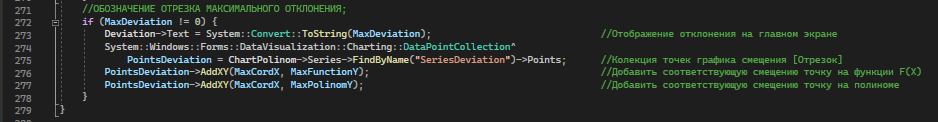 271 //ОБОЗНАЧЕНИЕ ОТРЕЗКА МАКСИМАЛЬНОГО ОТКЛОНЕНИЯ;
272 if (MaxDeviation != 0) {
273 Deviation->Text = System::Convert::ToString(MaxDeviation); //Отображение отклонения на главном экране
274 System::Windows::Forms::DataVisualization::Charting::DataPointCollection^
275 PointsDeviation = ChartPolinom->Series->FindByName("SeriesDeviation")->Points; //Колекция точек графика смещения [Отрезок]
276 PointsDeviation->AddXY(MaxCordX, MaxFunctionY); //Добавить соответствующую смещению точку на функции F(X)
277 PointsDeviation->AddXY(MaxCordX, MaxPolinomY); //Добавить соответствующую смещению точку на полиноме
278 }
279 }